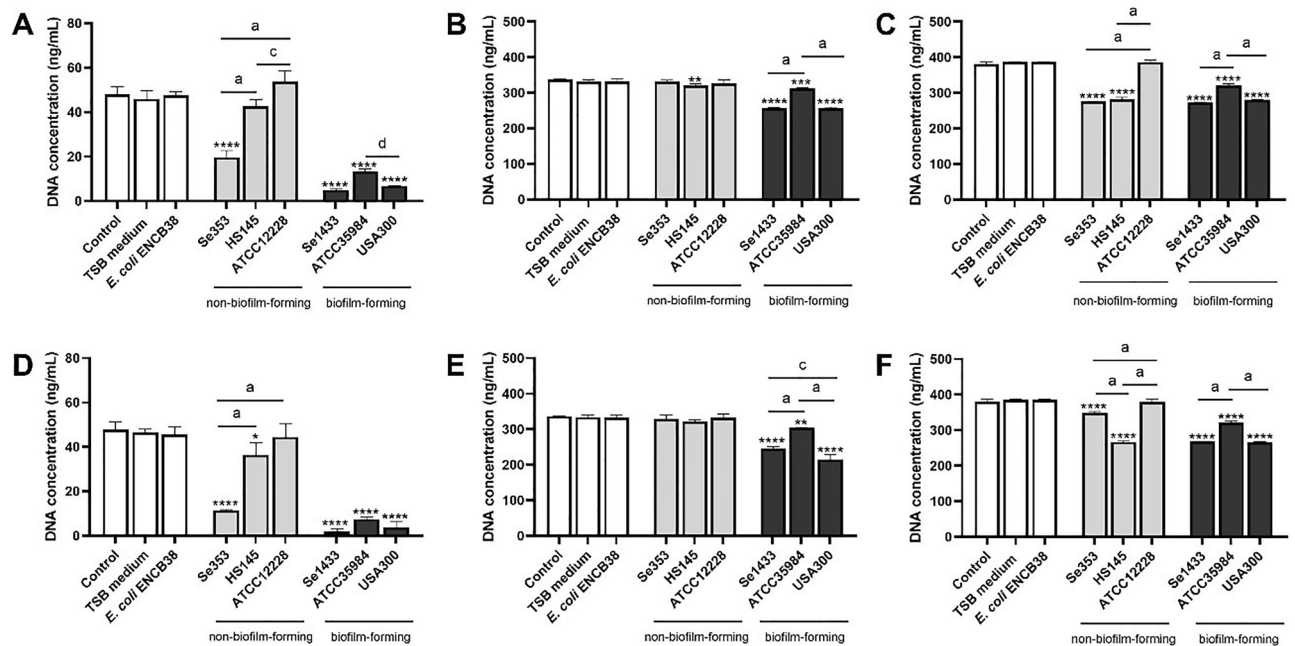 A
DNA concentration (ng/mL)
80
60
40
20
0
a
a
c
d
****
****
****
****
Control
TSB medium
E. coli ENCB38
Se353
HS145
ATCC12228
Se1433
ATCC35984
USA300
non-biofilm-forming
biofilm-forming
B
DNA concentration (ng/mL)
500
400
300
200
100
0
a
a
**
****
***
****
Control
TSB medium
E. coli ENCB38
Se353
HS145
ATCC12228
Se1433
ATCC35984
USA300
non-biofilm-forming
biofilm-forming
C
DNA concentration (ng/mL)
500
400
300
200
100
0
a
a
a
a
****
****
****
****
****
Control
TSB medium
E. coli ENCB38
Se353
HS145
ATCC12228
Se1433
ATCC35984
USA300
non-biofilm-forming
biofilm-forming
D
DNA concentration (ng/mL)
80
60
40
20
0
a
a
****
*
****
****
****
Control
TSB medium
E. coli ENCB38
Se353
HS145
ATCC12228
Se1433
ATCC35984
USA300
non-biofilm-forming
biofilm-forming
E
DNA concentration (ng/mL)
500
400
300
200
100
0
c
a
a
****
**
****
Control
TSB medium
E. coli ENCB38
Se353
HS145
ATCC12228
Se1433
ATCC35984
USA300
non-biofilm-forming
biofilm-forming
F
DNA concentration (ng/mL)
500
400
300
200
100
0
a
a
a
a
a
****
****
****
****
****
Control
TSB medium
E. coli ENCB38
Se353
HS145
ATCC12228
Se1433
ATCC35984
USA300
non-biofilm-forming
biofilm-forming